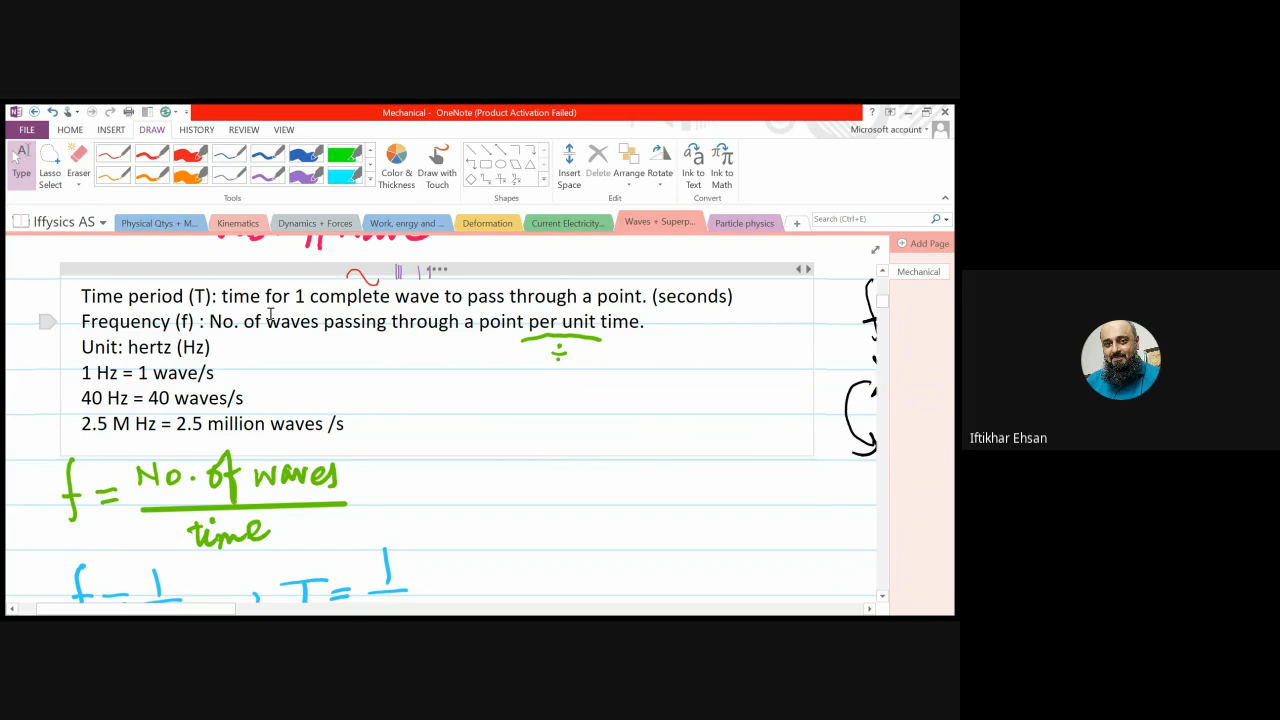 Mechanical - OneNote (Product Activation Failed)
FILE HOME INSERT DRAW HISTORY REVIEW VIEW
Microsoft account
Type
Lasso Select
Eraser
Color & Thickness
Draw with Touch
Insert Space
Delete
Arrange
Rotate
Ink to Text
Ink to Math
Tools
Shapes
Edit
Convert
Iffysics AS
Physical Qtys + M...
Kinematics
Dynamics + Forces
Work, enrgy and ...
Deformation
Current Electricity...
Waves + Superp...
Particle physics
Search (Ctrl+E)
Add Page
Mechanical
Time period (T): time for 1 complete wave to pass through a point. (seconds)
Frequency (f) : No. of waves passing through a point per unit time.
÷
Unit: hertz (Hz)
1 Hz = 1 wave/s
40 Hz = 40 waves/s
2.5 M Hz = 2.5 million waves /s
f = No. of waves
time
f = 1 , T = 1
Iftikhar Ehsan